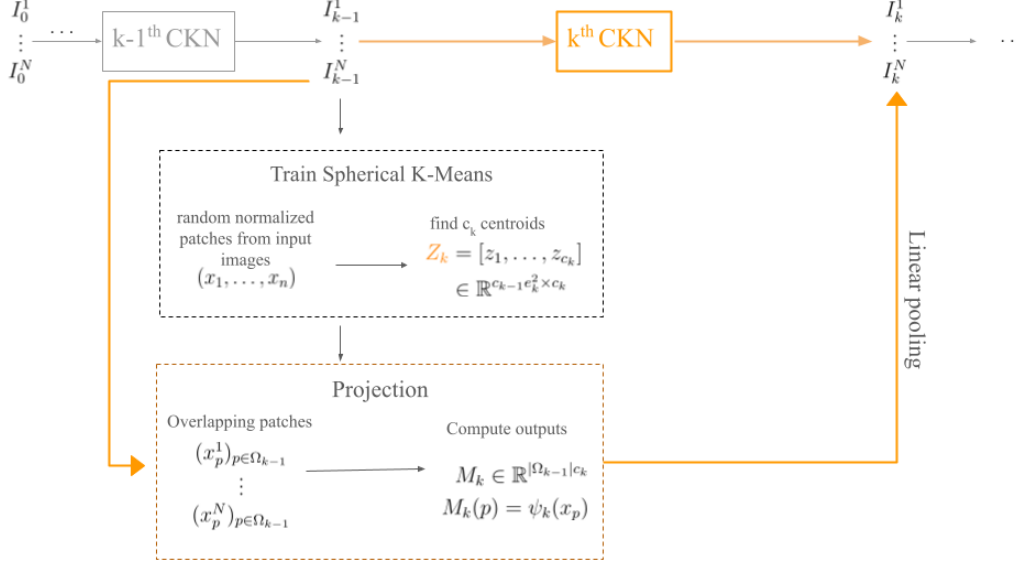 I_0^1 ⋮ I_0^N
...
k-1^th CKN
I_{k-1}^1 ⋮ I_{k-1}^N
k^th CKN
I_k^1 ⋮ I_k^N
..
Train Spherical K-Means
random normalized
patches from input
images
(x_1, ..., x_n)
find c_k centroids
Z_k = [z_1, ..., z_{c_k}]
∈ ℝ^{c_{k-1} e_k^2 × c_k}
Linear pooling
Projection
Overlapping patches
(x_p^1)_{p∈Ω_{k-1}}
⋮
(x_p^N)_{p∈Ω_{k-1}}
Compute outputs
M_k ∈ ℝ^{|Ω_{k-1}|c_k}
M_k(p) = ψ_k(x_p)